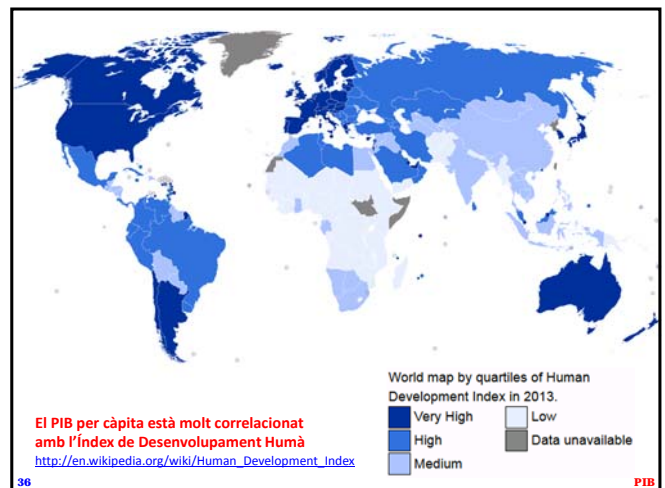 World map by quartiles of Human
Development Index in 2013.
Very High
Low
High
Data unavailable
Medium
El PIB per càpita està molt correlacionat
amb l’Índex de Desenvolupament Humà
http://en.wikipedia.org/wiki/Human_Development_Index
36
PIB